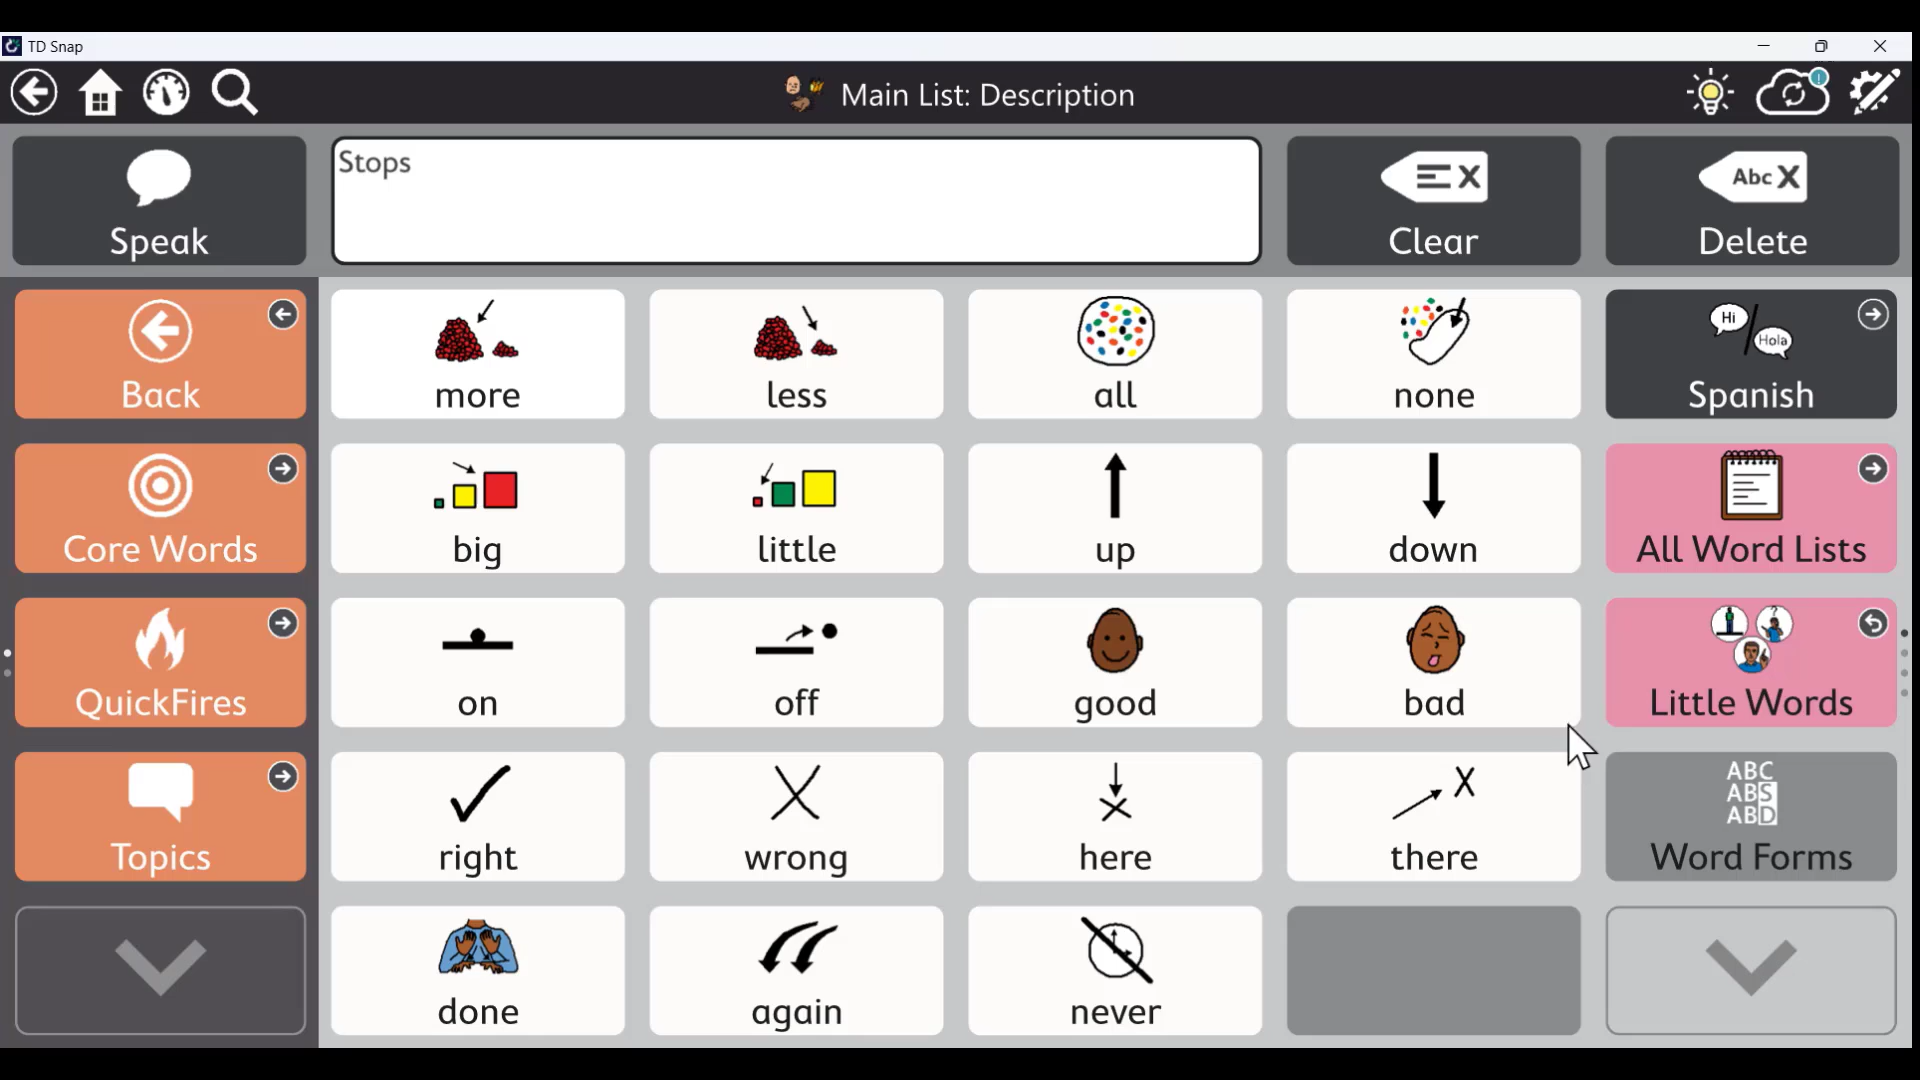 TD Snap
Main List: Description
Speak
Stops
Clear
Abc X
Delete
Back
more
less
all
none
Hi
Hola
Spanish
Core Words
big
little
up
down
All Word Lists
QuickFires
on
off
good
bad
Little Words
Topics
right
wrong
here
there
ABC
ABS
ABD
Word Forms
done
again
never